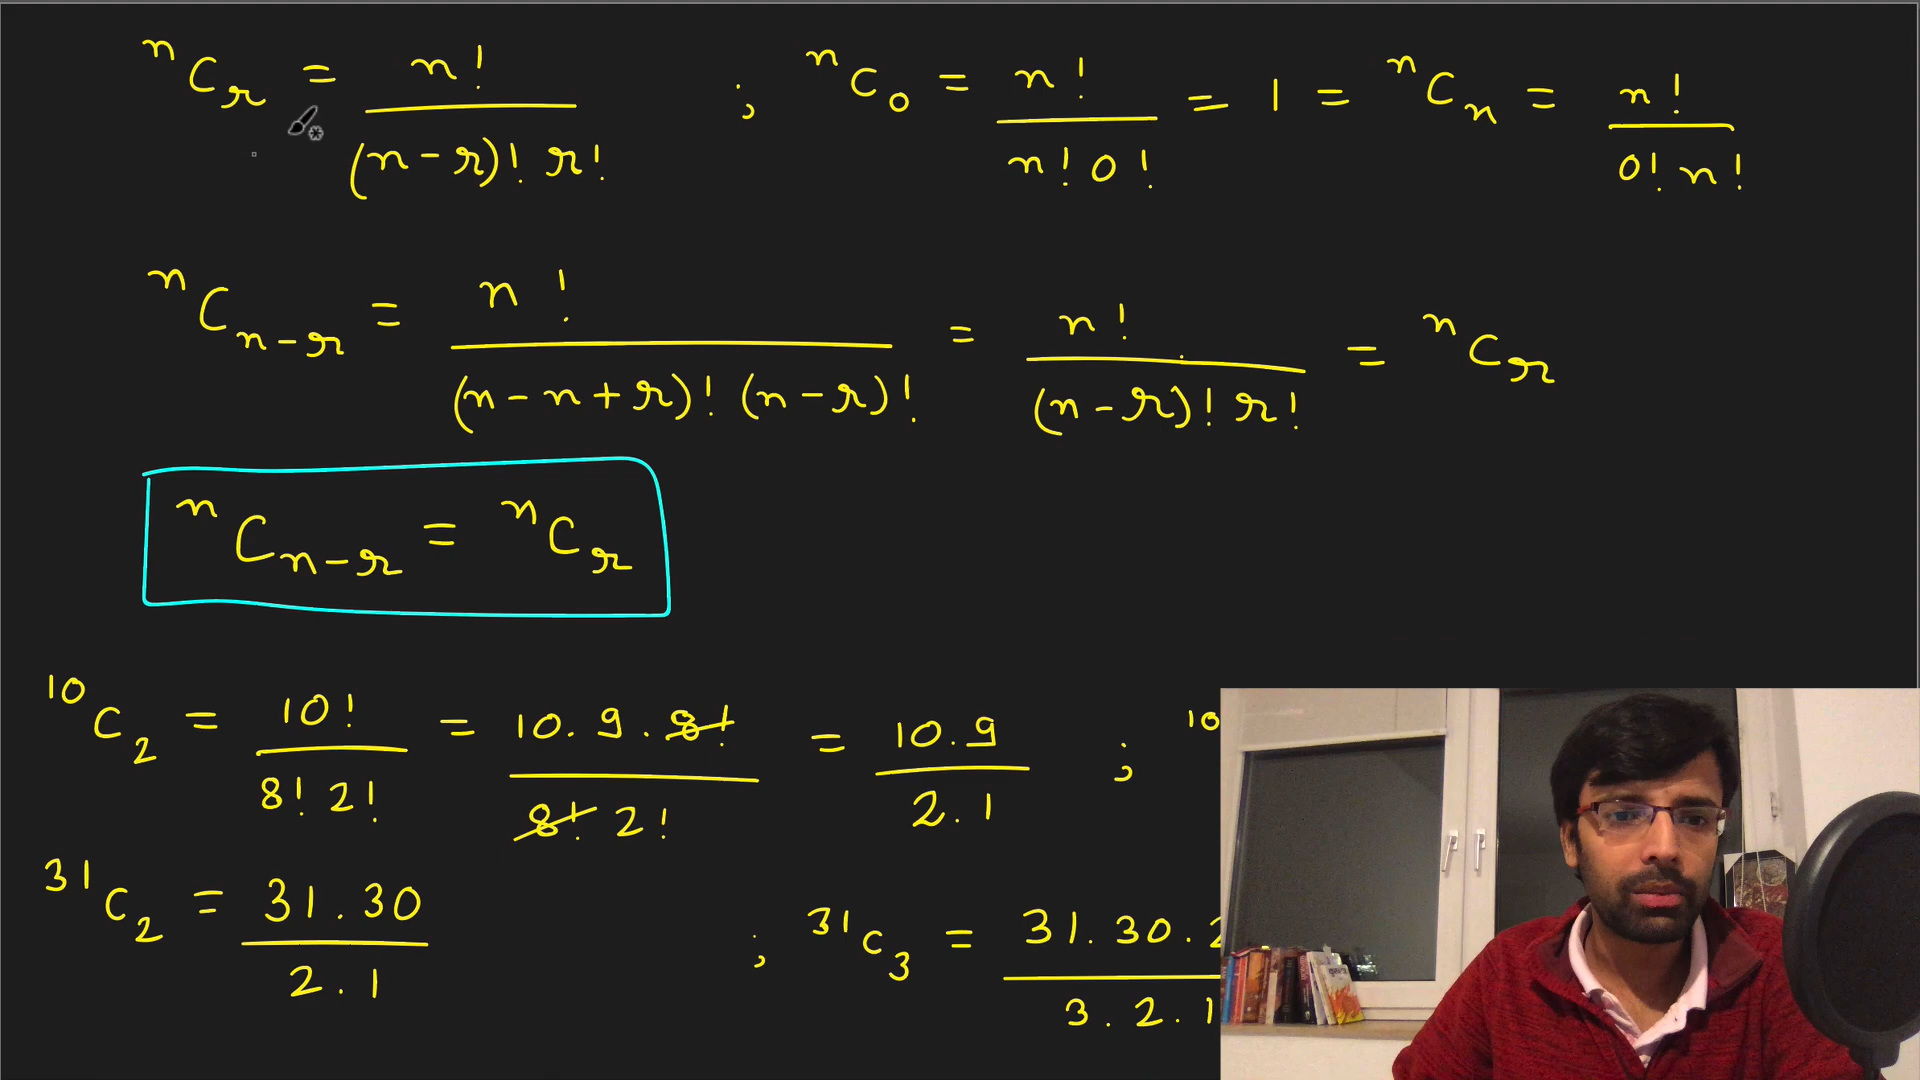 ⁿCᵣ = n! / (n-r)! r! ; ⁿC₀ = n! / n! 0! = 1 = ⁿCₙ = n! / 0! n!
ⁿCₙ₋ᵣ = n! / (n-n+r)! (n-r)! = n! / (n-r)! r! = ⁿCᵣ
ⁿCₙ₋ᵣ = ⁿCᵣ
¹⁰C₂ = 10! / 8! 2! = 10.9.8! / 8! 2! = 10.9 / 2.1 ; 10
³¹C₂ = 31.30 / 2.1 ; ³¹C₃ = 31.30. / 3.2.1